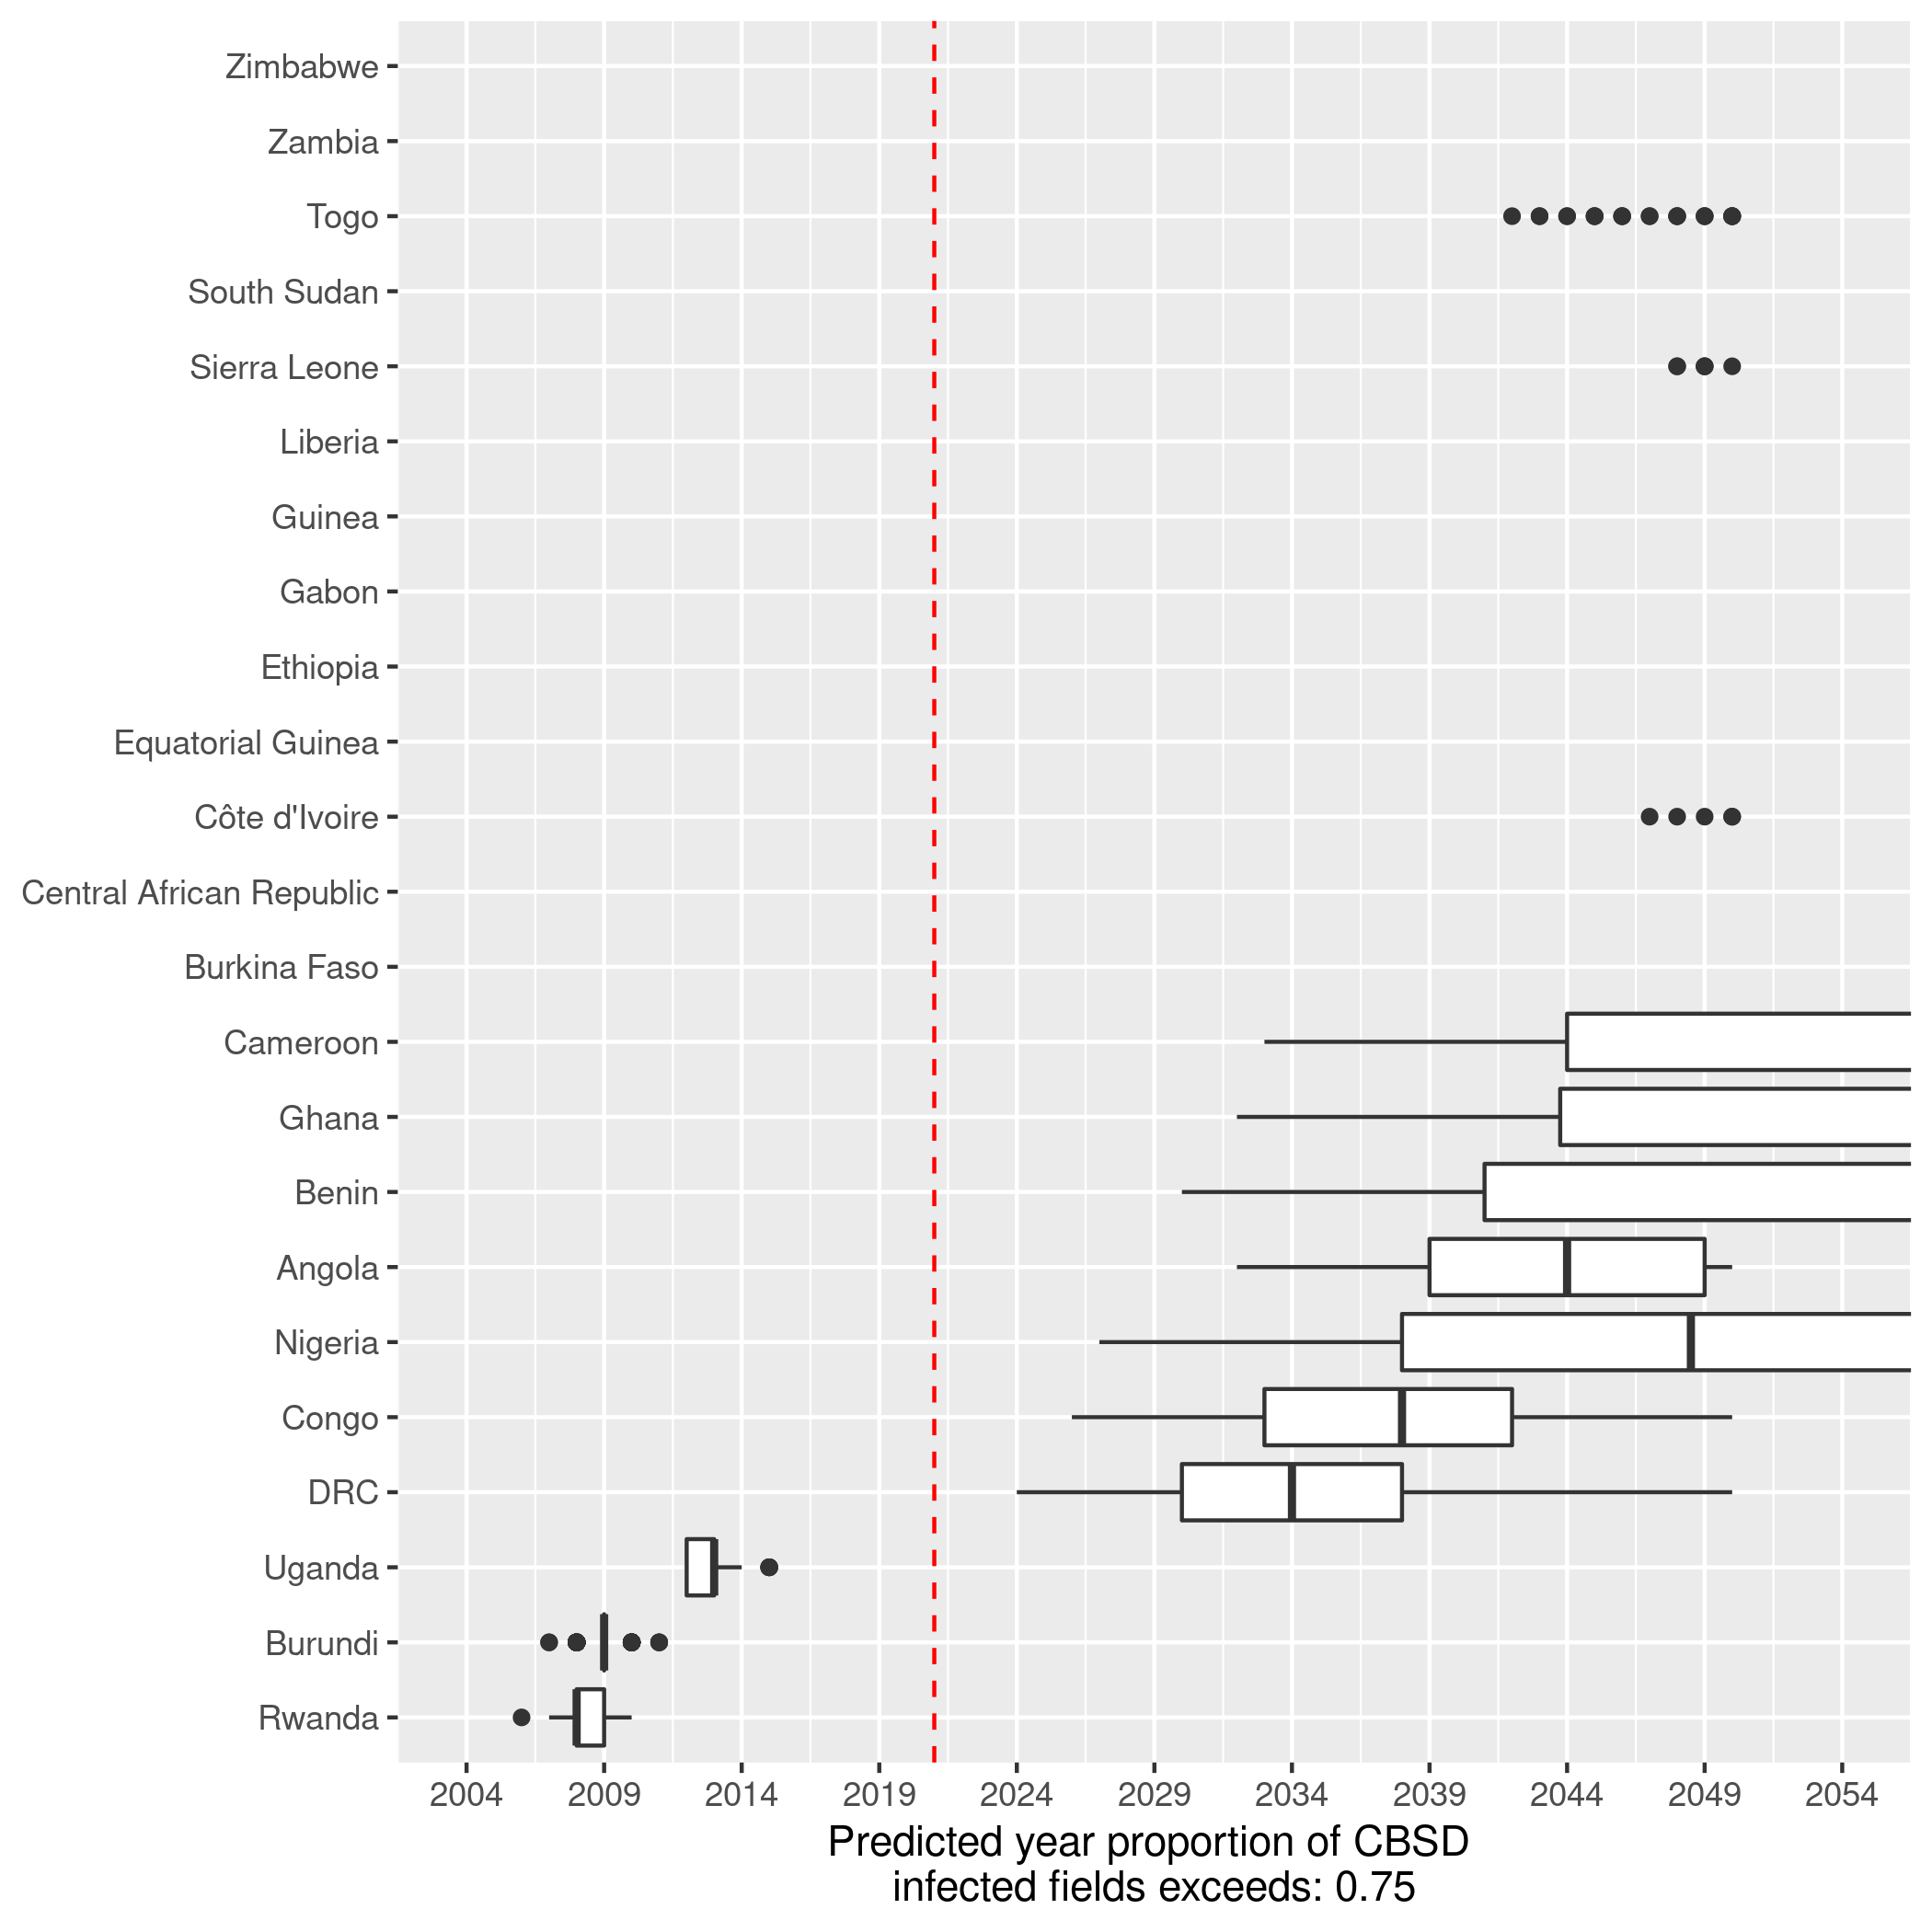 Zimbabwe
Zambia
Togo
South Sudan
Sierra Leone
Liberia
Guinea
Gabon
Ethiopia
Equatorial Guinea
Côte d'Ivoire
Central African Republic
Burkina Faso
Cameroon
Ghana
Benin
Angola
Nigeria
Congo
DRC
Uganda
Burundi
Rwanda
2004 2009 2014 2019 2024 2029 2034 2039 2044 2049 2054
Predicted year proportion of CBSD
infected fields exceeds: 0.75